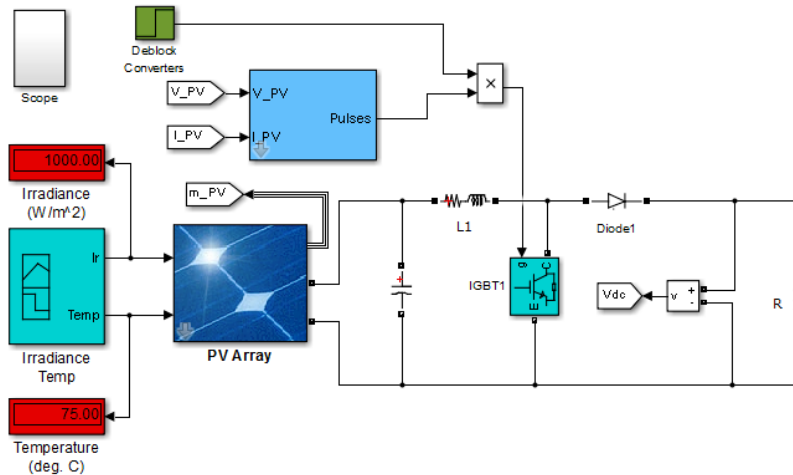 Deblock
Converters
Scope
V_PV
V_PV
Pulses
I_PV
I_PV
×
1000.00
Irradiance
(W/m^2)
m_PV
Ir
Temp
Irradiance
Temp
PV Array
L1
Diode1
g
C
E
IGBT1
Vdc
v
+
-
R
75.00
Temperature
(deg. C)